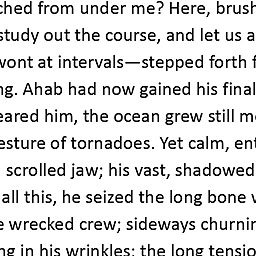 ched from under me? Here, brush
study out the course, and let us a
wont at intervals—stepped forth f
ng. Ahab had now gained his final
eared him, the ocean grew still m
esture of tornadoes. Yet calm, ent
scrolled jaw; his vast, shadowed
all this, he seized the long bone
e wrecked crew; sideways churnin
ng in his wrinkles; the long tensio